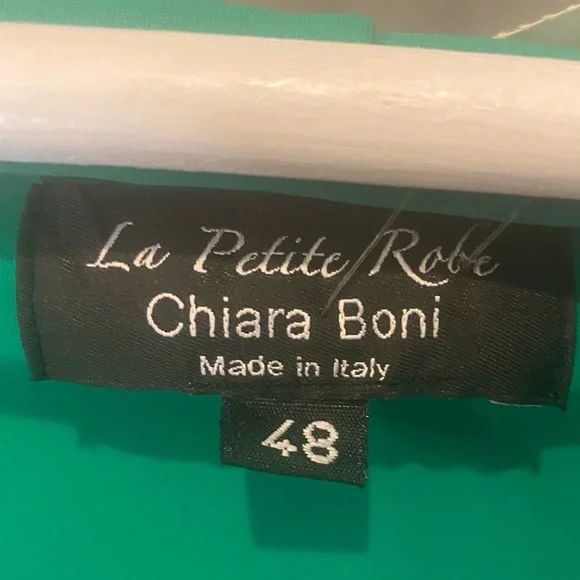 La Petite Robe
Chiara Boni
Made in Italy
48